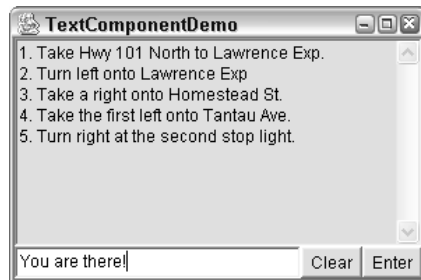 TextComponentDemo
1. Take Hwy 101 North to Lawrence Exp.
2. Turn left onto Lawrence Exp
3. Take a right onto Homestead St.
4. Take the first left onto Tantau Ave.
5. Turn right at the second stop light.
You are there! Clear Enter